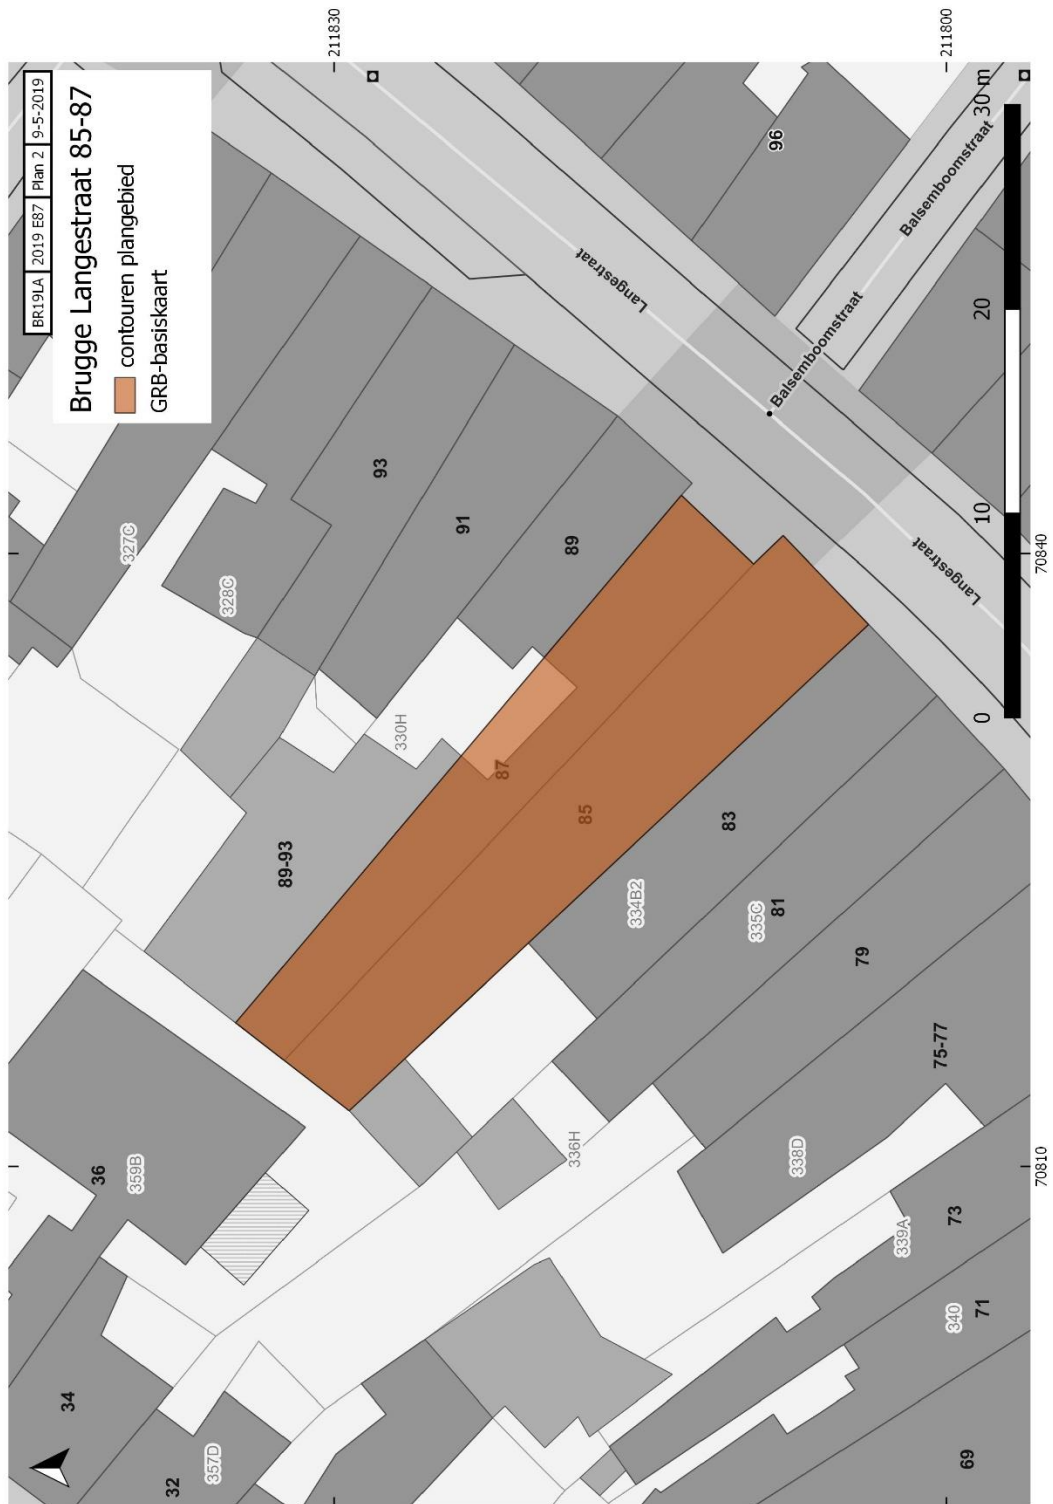 BR19LA 2019 E87 Plan 2 9-5-2019
Brugge Langestraat 85-87
contouren plangebied
GRB-basiskaart
211830
211800
70840
70810
0 10 20 30 m
Langestraat
Langestraat
Balsemboomstraat
Balsemboomstraat
96
327C
328C
93
91
89
330H
89-93
87
85
83
334B2
335C
81
79
75-77
336H
338D
339A
73
340
71
69
36
359B
34
357D
32